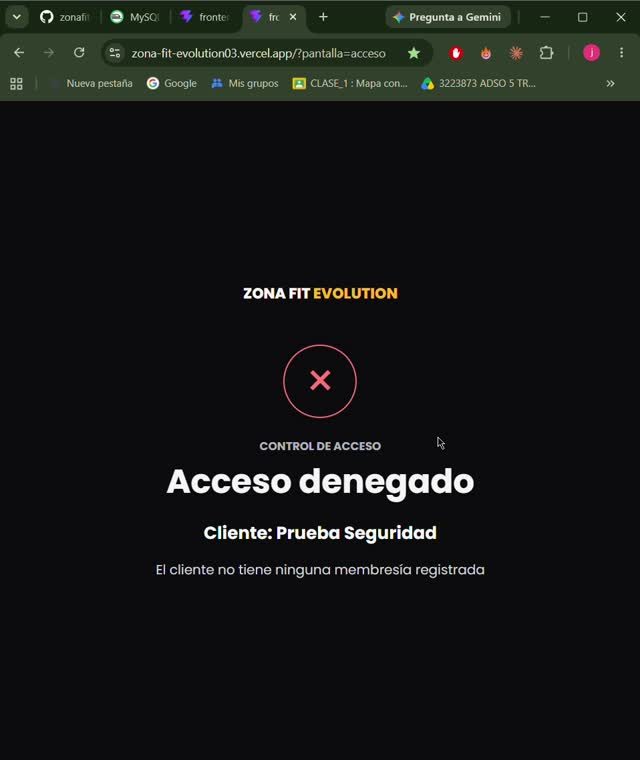 zonafit
MySQL
fronter
fro
Pregunta a Gemini
zona-fit-evolution03.vercel.app/?pantalla=acceso
j
Nueva pestaña
Google
Mis grupos
CLASE_1 : Mapa con...
3223873 ADSO 5 TR...
ZONA FIT EVOLUTION
CONTROL DE ACCESO
Acceso denegado
Cliente: Prueba Seguridad
El cliente no tiene ninguna membresía registrada